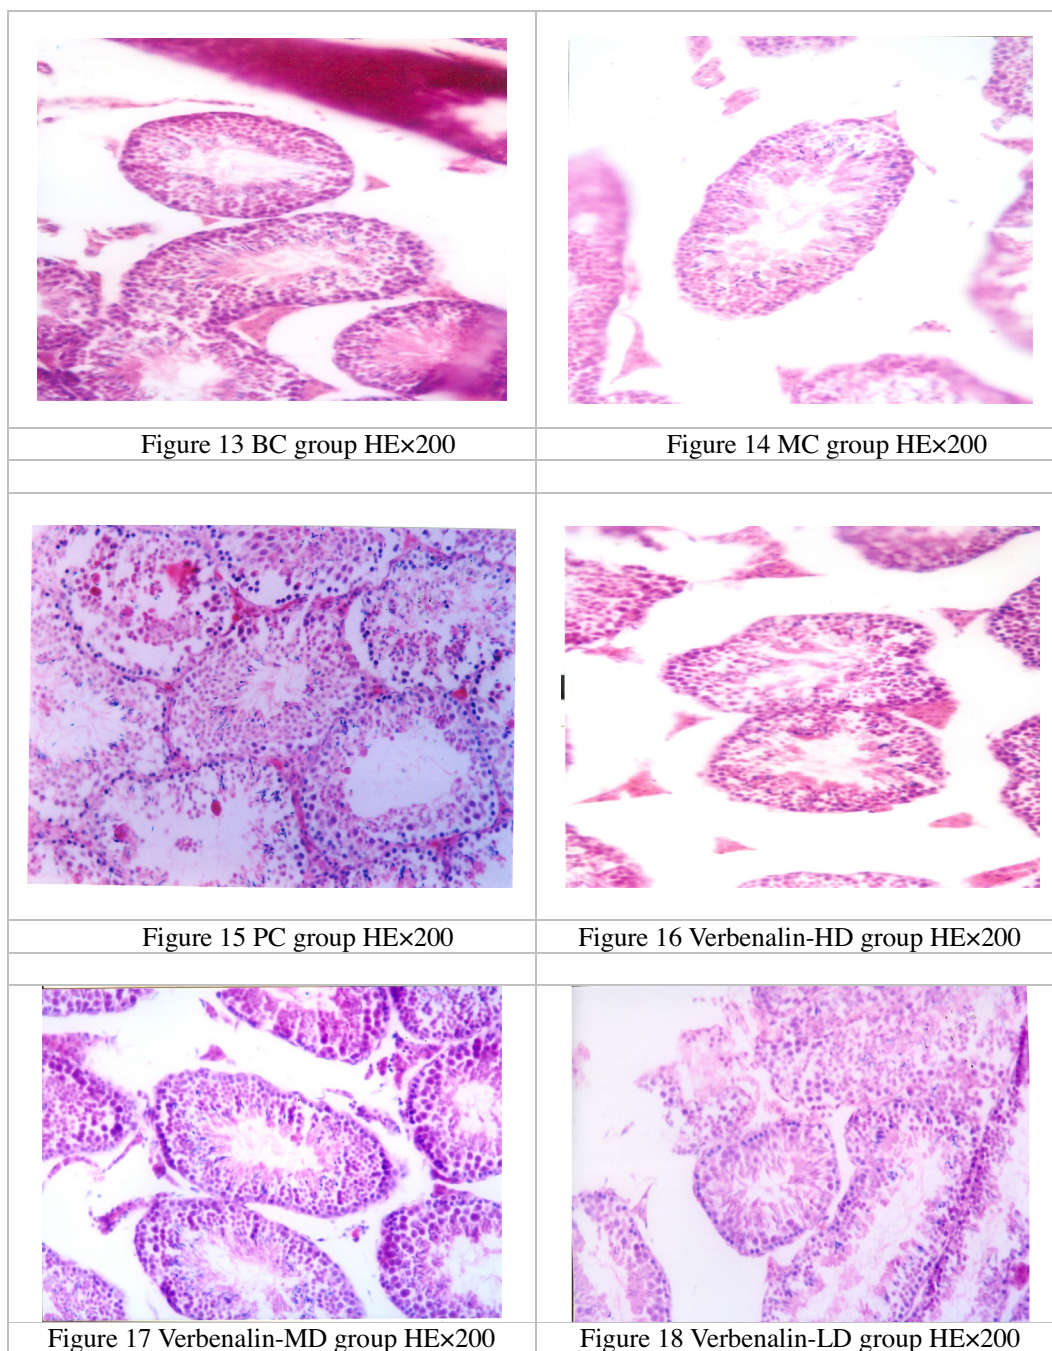 Figure 13 BC group HE×200
Figure 14 MC group HE×200
Figure 15 PC group HE×200
Figure 16 Verbenalin-HD group HE×200
Figure 17 Verbenalin-MD group HE×200
Figure 18 Verbenalin-LD group HE×200